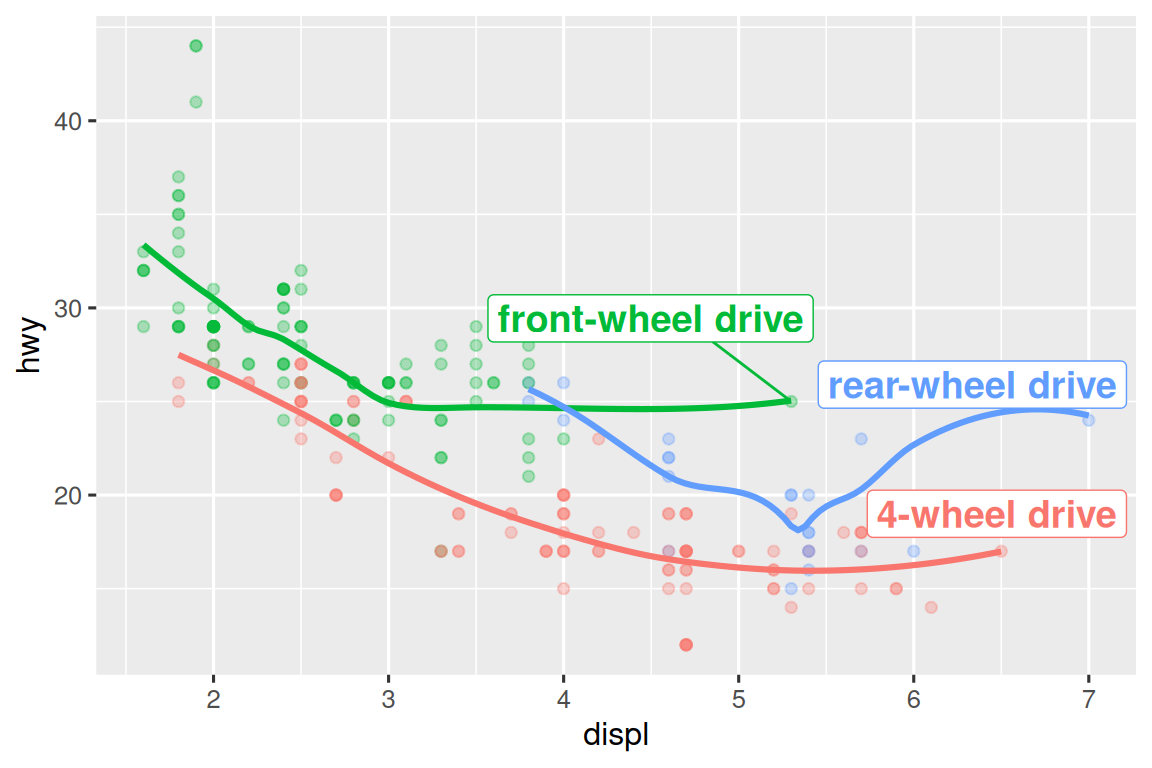 hwy
40
30
20
front-wheel drive
rear-wheel drive
4-wheel drive
2 3 4 5 6 7
displ